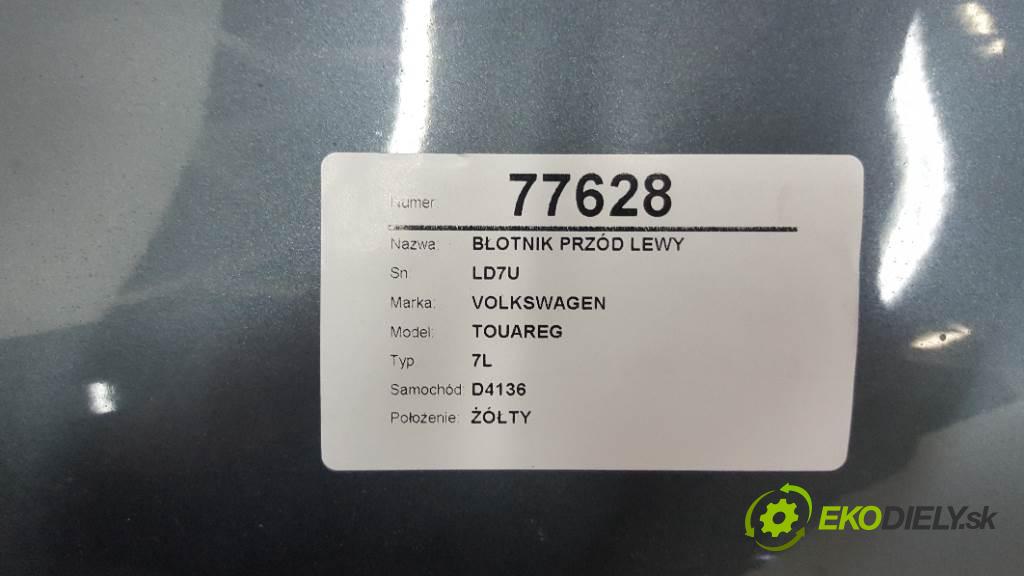 Numer: 77628
Nazwa: BŁOTNIK PRZÓD LEWY
Sn LD7U
Marka: VOLKSWAGEN
Model: TOUAREG
Typ 7L
Samochód: D4136
Położenie: ŻÓŁTY
EKODIELY.sk